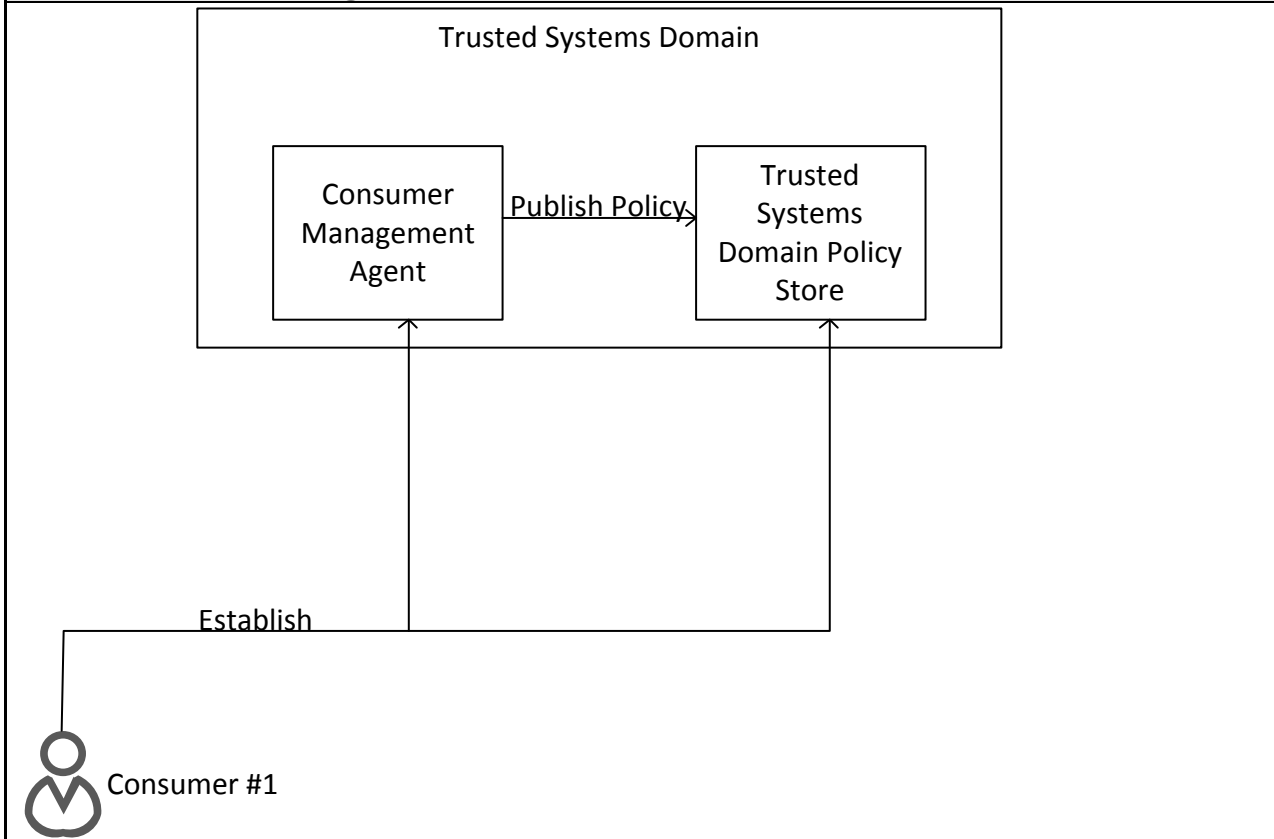 Trusted Systems Domain
Consumer
Management
Agent
Publish Policy
Trusted
Systems
Domain Policy
Store
Establish
Consumer #1